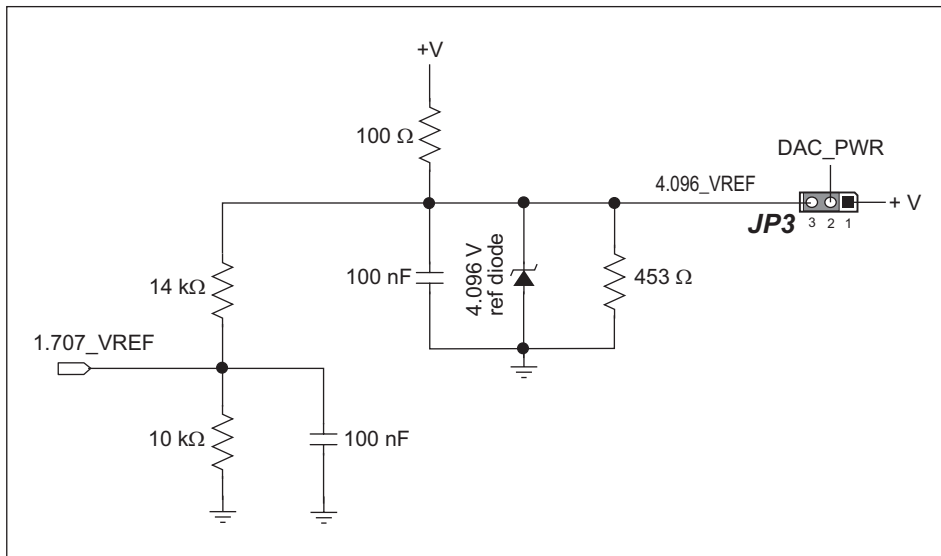 +V
100 Ω
DAC_PWR
4.096_VREF
+ V
JP3
3 2 1
14 kΩ
100 nF
4.096 V
ref diode
453 Ω
1.707_VREF
10 kΩ
100 nF